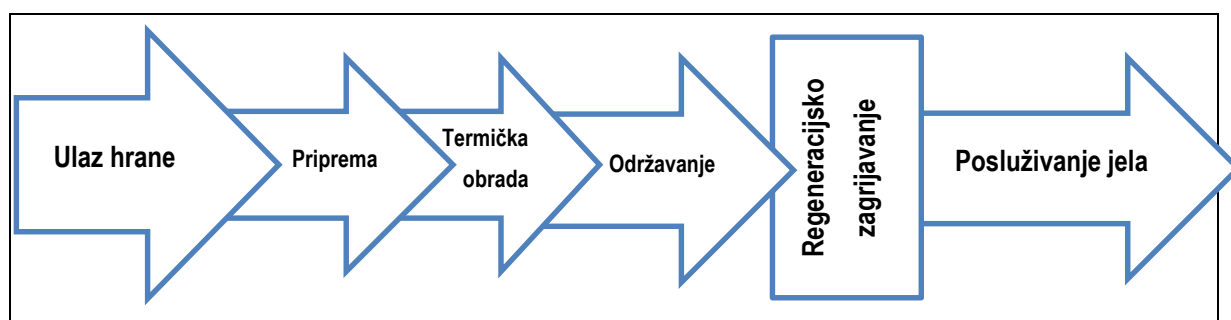 Ulaz hrane
Priprema
Termička
obrada
Održavanje
Regeneracijsko
zagrijavanje
Posluživanje jela